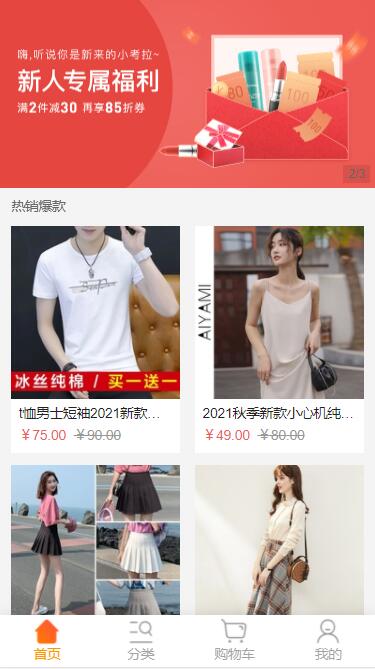 嗨,听说你是新来的小考拉~
新人专属福利
满2件减30 再享85折券
80
100
100
2/3
热销爆款
冰丝纯棉 / 买一送一
AIYAMI
t恤男士短袖2021新款…
¥75.00 ¥90.00
2021秋季新款小心机纯…
¥49.00 ¥80.00
首页
分类
购物车
我的